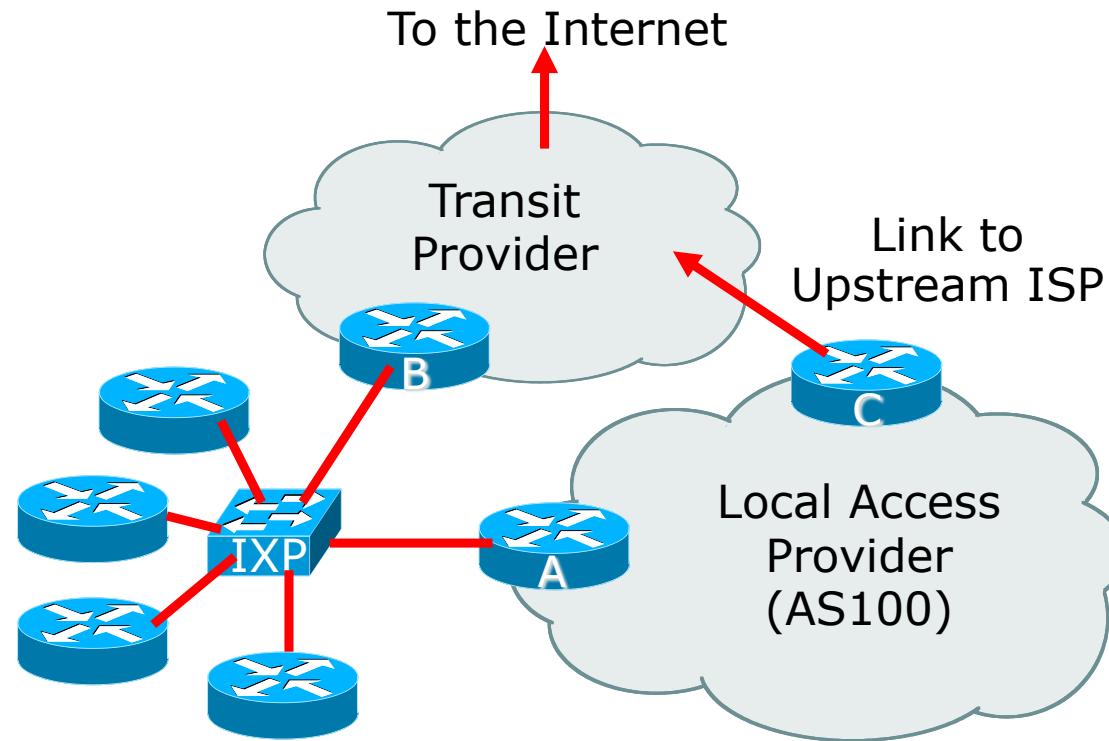 To the Internet
Transit
Provider
Link to
Upstream ISP
B
C
Local Access
Provider
(AS100)
IXP
A